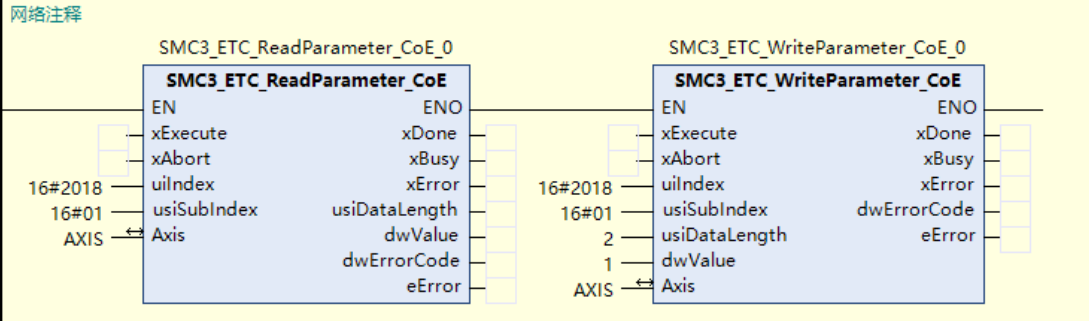 网络注释
SMC3_ETC_ReadParameter_CoE_0
SMC3_ETC_ReadParameter_CoE
EN ENO
xExecute xDone
xAbort xBusy
16#2018 uiIndex xError
16#01 usiSubIndex usiDataLength
AXIS Axis dwValue
dwErrorCode
eError
SMC3_ETC_WriteParameter_CoE_0
SMC3_ETC_WriteParameter_CoE
EN ENO
xExecute xDone
xAbort xBusy
16#2018 uiIndex xError
16#01 usiSubIndex dwErrorCode
2 usiDataLength eError
1 dwValue
AXIS Axis